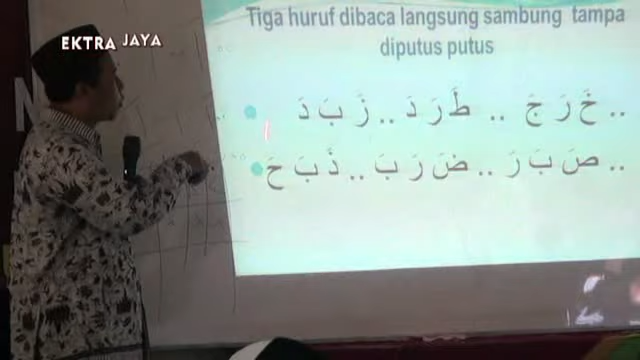 EKTRA JAYA
Tiga huruf dibaca langsung sambung tampa
diputus putus
خَ رَ جَ .. طَ رَ دَ .. زَ بَ دَ ..
صَ بَ رَ .. ضَ رَ بَ .. ذَ بَ حَ ..